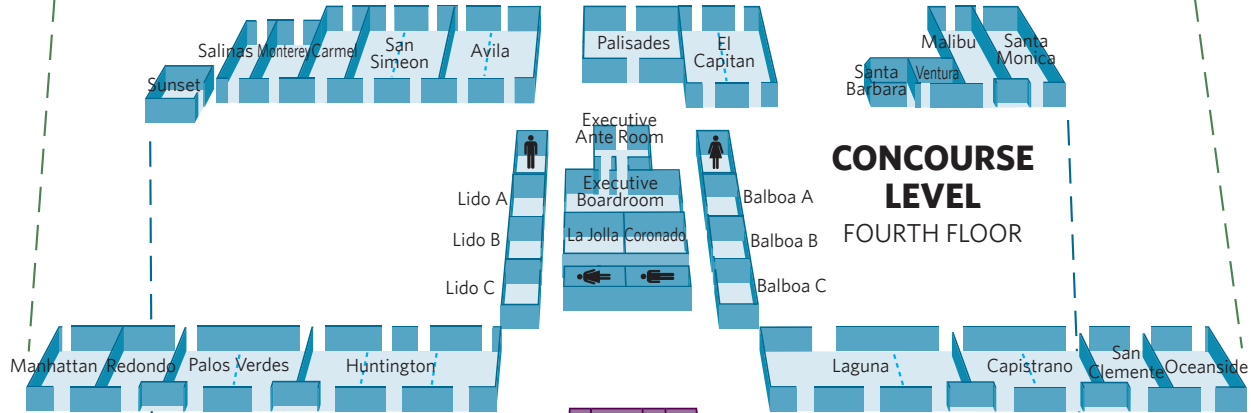 Salinas
Monterey
Carmel
San
Simeon
Avila
Palisades
El
Capitan
Malibu
Santa
Monica
Sunset
Santa
Barbara
Ventura
Executive
Ante Room
CONCOURSE
LEVEL
FOURTH FLOOR
Executive
Boardroom
Lido A
Balboa A
Lido B
La Jolla
Coronado
Balboa B
Lido C
Balboa C
Manhattan
Redondo
Palos Verdes
Huntington
Laguna
Capistrano
San
Clemente
Oceanside